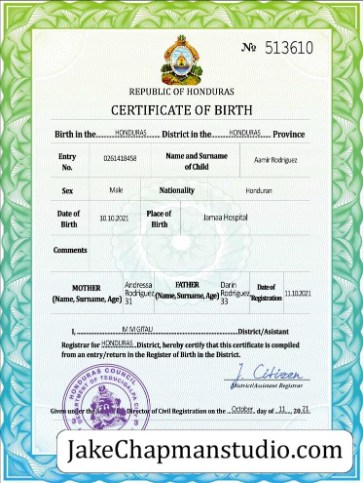 № 513610
REPUBLIC OF HONDURAS
CERTIFICATE OF BIRTH
Birth in the....HONDURAS....District in the....HONDURAS....Province
Entry No. 0261418458 Name and Surname of Child Aamir Rodriguez
Sex Male Nationality Honduran
Date of Birth 10.10.2021 Place of Birth Jamaa Hospital
Comments
MOTHER (Name, Surname, Age) Andressa Rodriguez 31 FATHER (Name, Surname, Age) Darin Rodriguez 33 Date of Registration 11.10.2021
I, ....IM MGITAU....District/Asistant
Registrar for HONDURAS District, hereby certify that this certificate is compiled
from an entry/return in the Register of Birth in the District.
J. Citizen
District/Assistant Registrar
HONDURAS COUNCIL
DEPARTMENT OF TEGUCIGALPA
Given under the Director of Civil Registration on the ...October.. day of ..11.., 20.21
JakeChapmanstudio.com